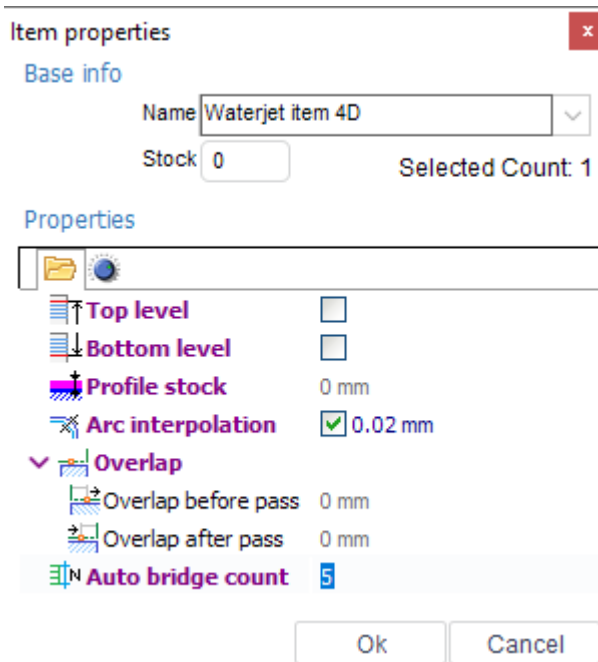 Item properties
x
Base info
Name Waterjet item 4D
Stock 0
Selected Count: 1
Properties
Top level
Bottom level
Profile stock 0 mm
Arc interpolation 0.02 mm
Overlap
Overlap before pass 0 mm
Overlap after pass 0 mm
N Auto bridge count 5
Ok Cancel